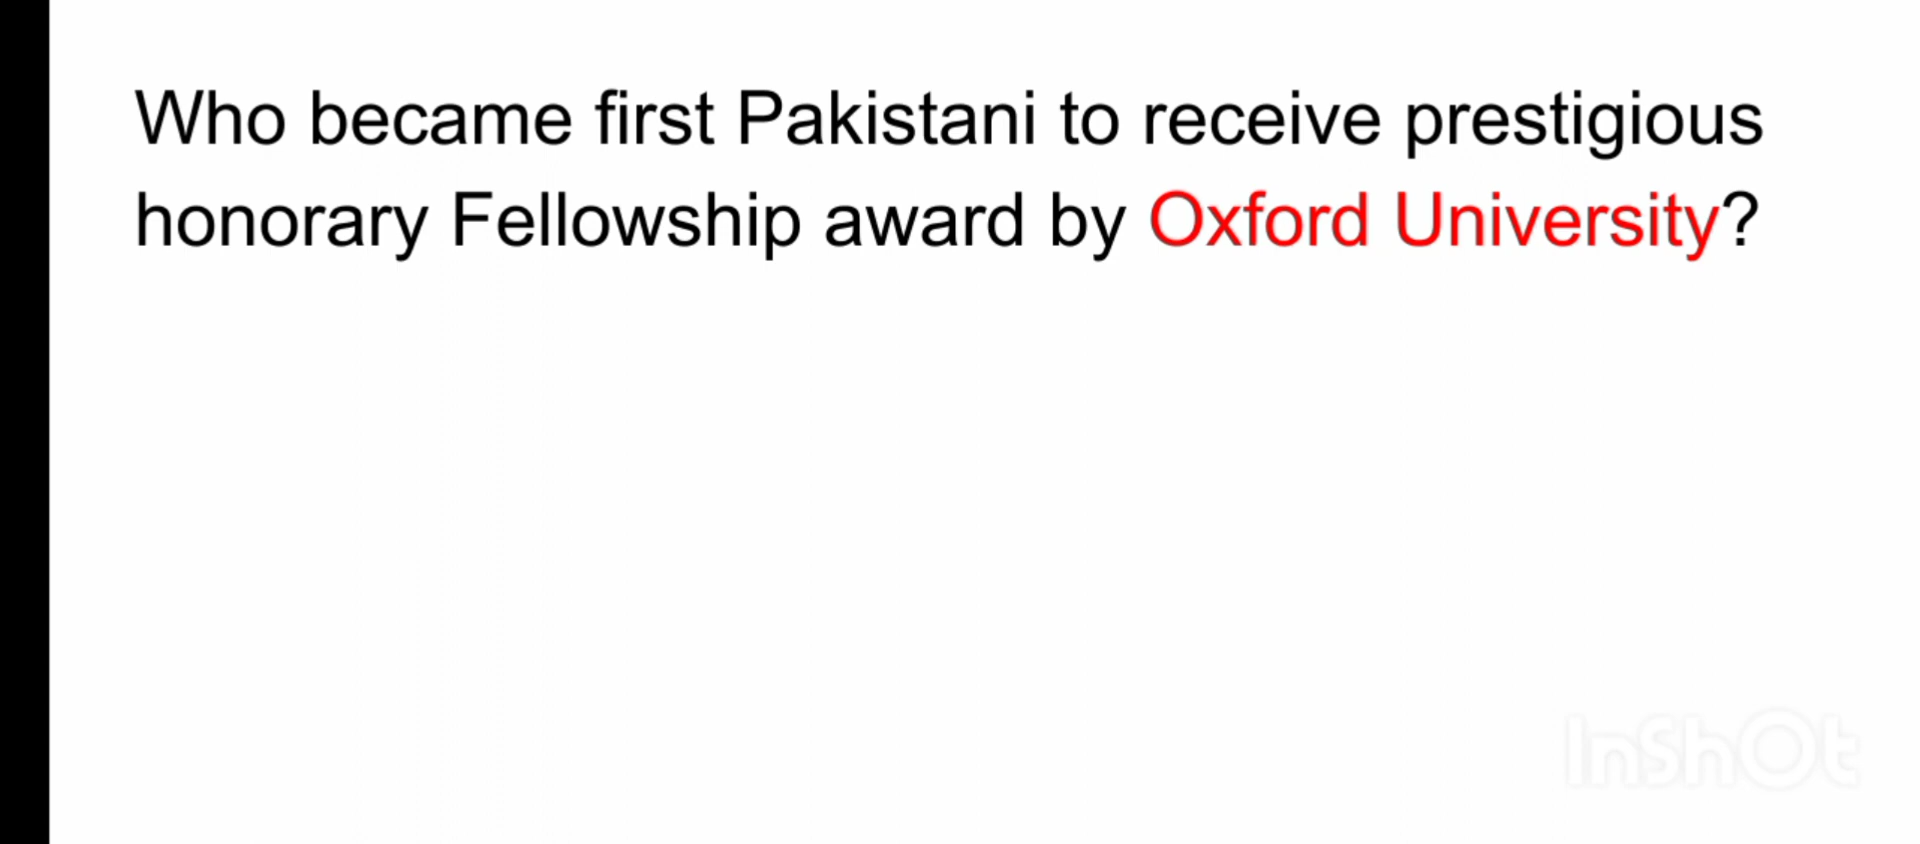 Who became first Pakistani to receive prestigious
honorary Fellowship award by Oxford University?
InShOt